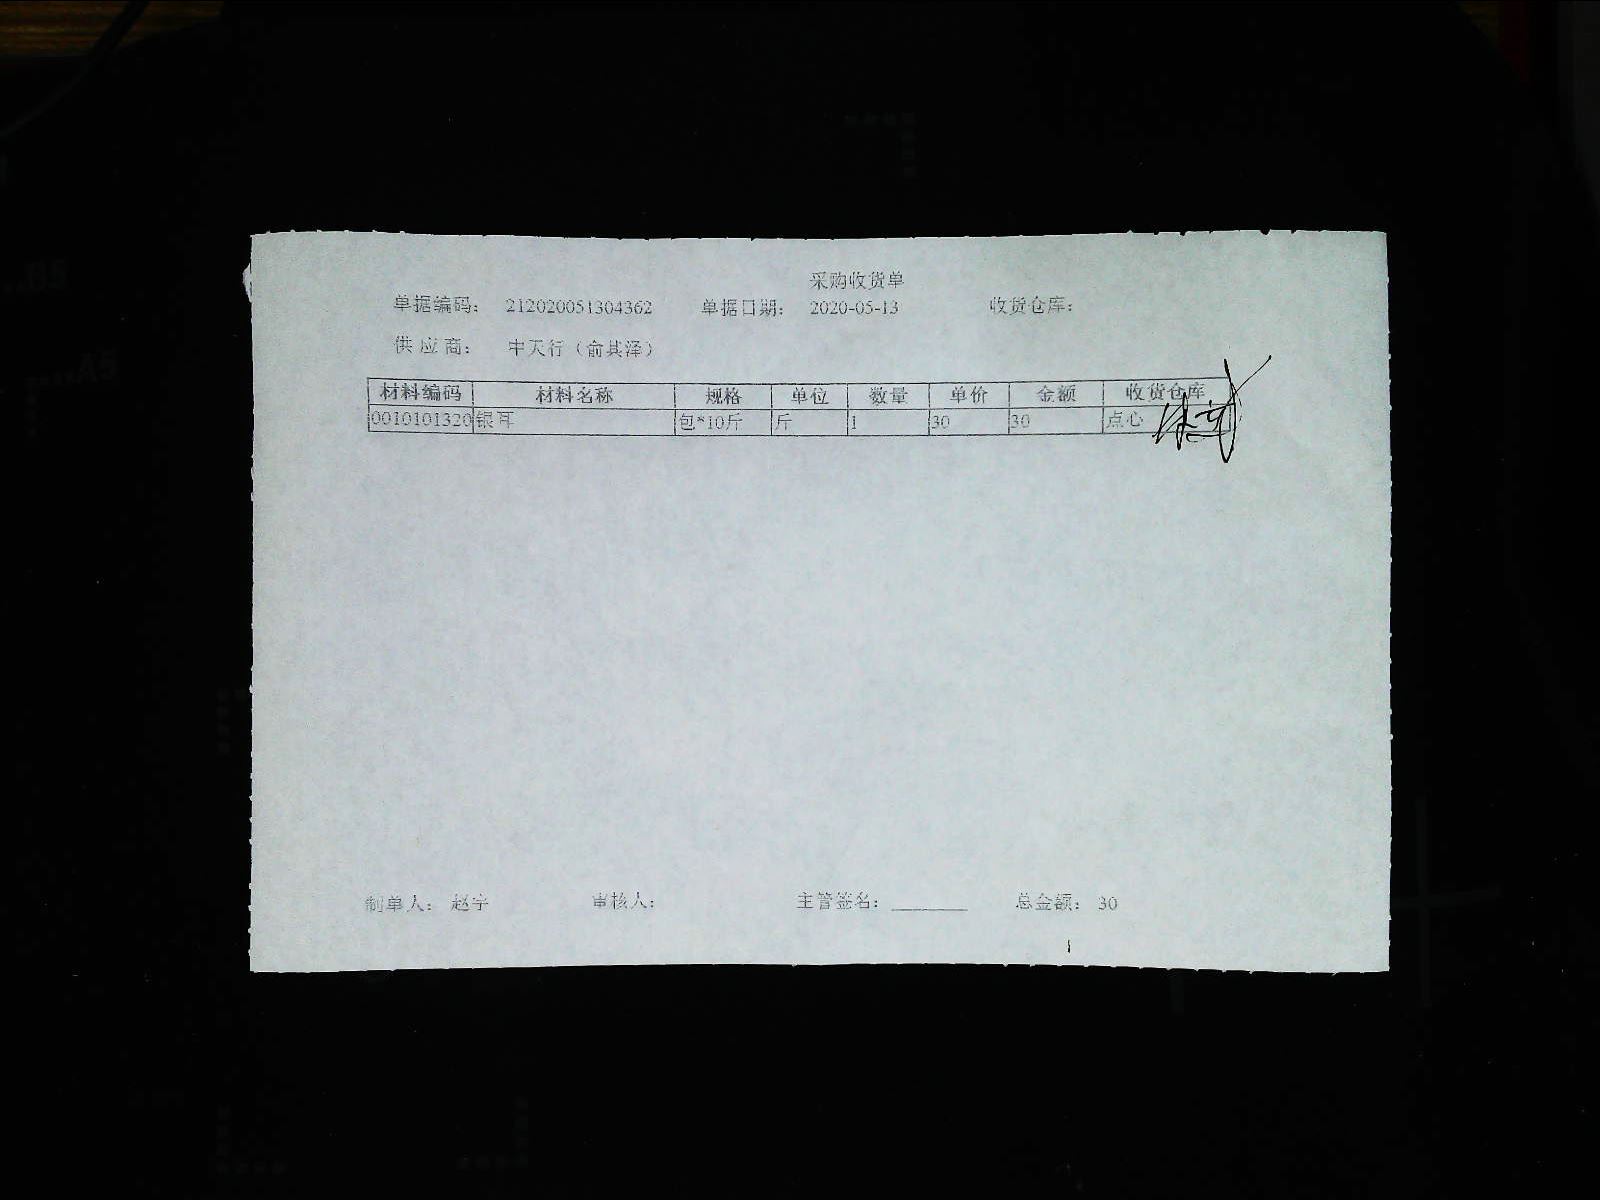 采购收货单
单据编码： 212020051304362 单据日期： 2020-05-13 收货仓库：
供应商： 中天行（俞其泽）
材料编码 材料名称 规格 单位 数量 单价 金额 收货仓库
0010101320 银耳 包*10斤 斤 1 30 30 点心
制单人： 赵宇 审核人： 主管签名： ________ 总金额： 30